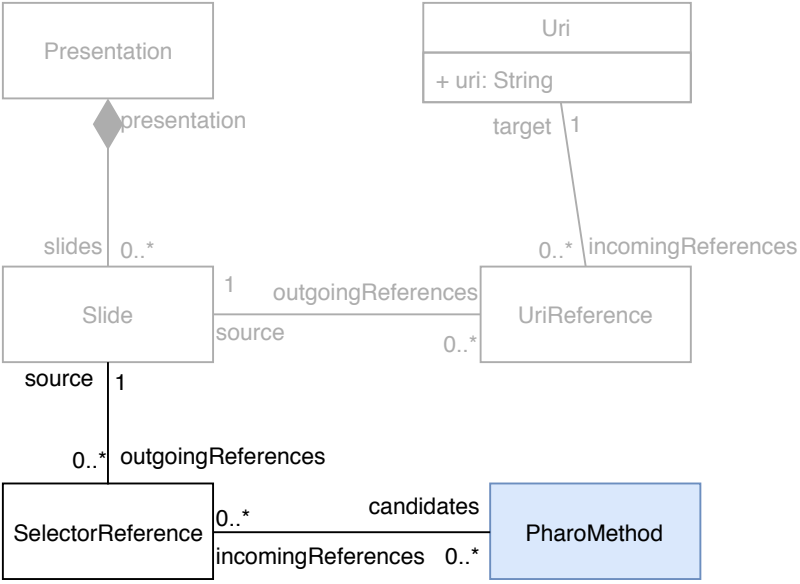 Presentation
Uri
+ uri: String
presentation
target
1
slides
0..*
0..*
incomingReferences
Slide
1
outgoingReferences
source
0..*
UriReference
source
1
0..*
outgoingReferences
SelectorReference
0..*
candidates
incomingReferences
0..*
PharoMethod